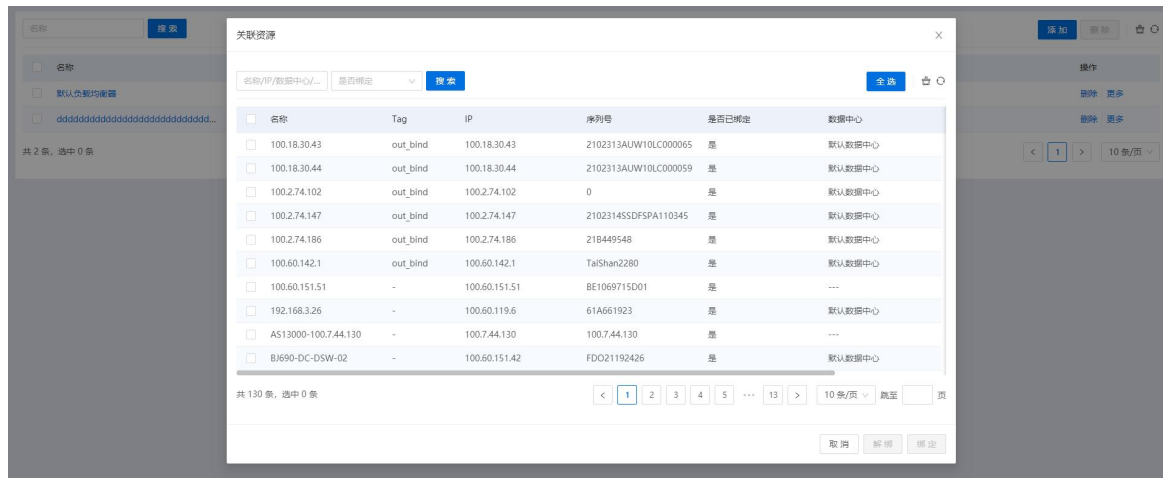 名称 搜索 添加 删除
关联资源
名称/IP/数据中心/... 是否绑定 搜索 全选
名称 操作
默认负载均衡器 删除 更多
dddddddddddddddddddddddddddd... 删除 更多
共 2 条, 选中 0 条 < 1 > 10 条/页
名称 Tag IP 序列号 是否已绑定 数据中心
100.18.30.43 out_bind 100.18.30.43 2102313AUW10LC000065 是 默认数据中心
100.18.30.44 out_bind 100.18.30.44 2102313AUW10LC000059 是 默认数据中心
100.2.74.102 out_bind 100.2.74.102 0 是 默认数据中心
100.2.74.147 out_bind 100.2.74.147 2102314SSDFSPA110345 是 默认数据中心
100.2.74.186 out_bind 100.2.74.186 21B449548 是 默认数据中心
100.60.142.1 out_bind 100.60.142.1 TaiShan2280 是 默认数据中心
100.60.151.51 - 100.60.151.51 BE1069715D01 是 ---
192.168.3.26 - 100.60.119.6 61A661923 是 默认数据中心
AS13000-100.7.44.130 - 100.7.44.130 100.7.44.130 是 ---
BJ690-DC-DSW-02 - 100.60.151.42 FDO21192426 是 默认数据中心
共 130 条, 选中 0 条 < 1 2 3 4 5 ··· 13 > 10 条/页 跳至 页
取消 解绑 绑定